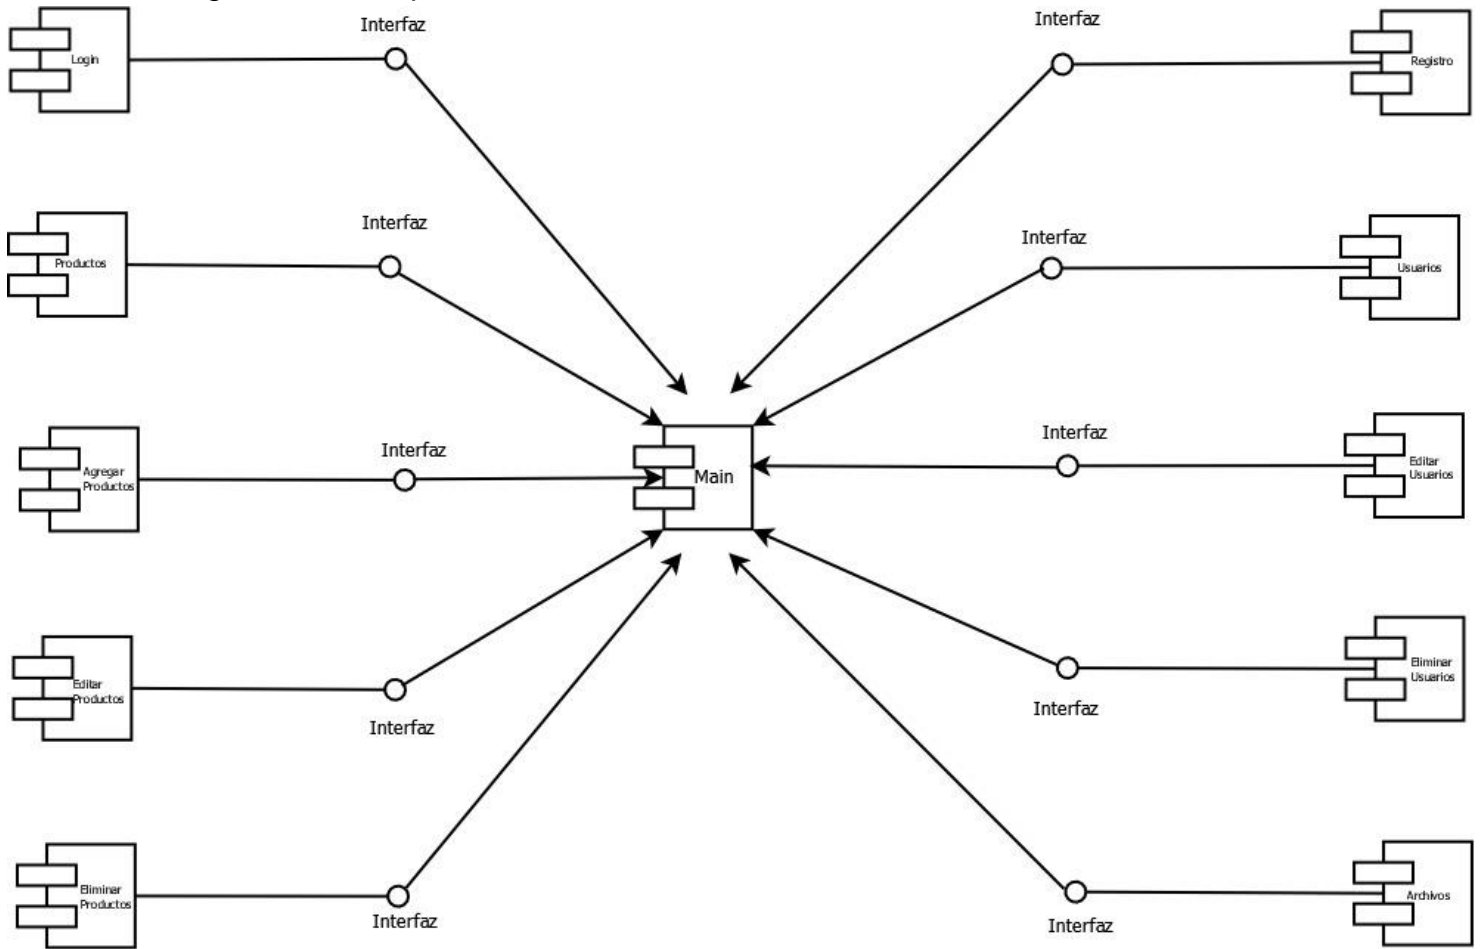 Interfaz
Interfaz
Login
Registro
Interfaz
Interfaz
Productos
Usuarios
Interfaz
Interfaz
Agregar
Productos
Main
Editar
Usuarios
Editar
Productos
Interfaz
Eliminar
Usuarios
Interfaz
Eliminar
Productos
Interfaz
Archivos
Interfaz